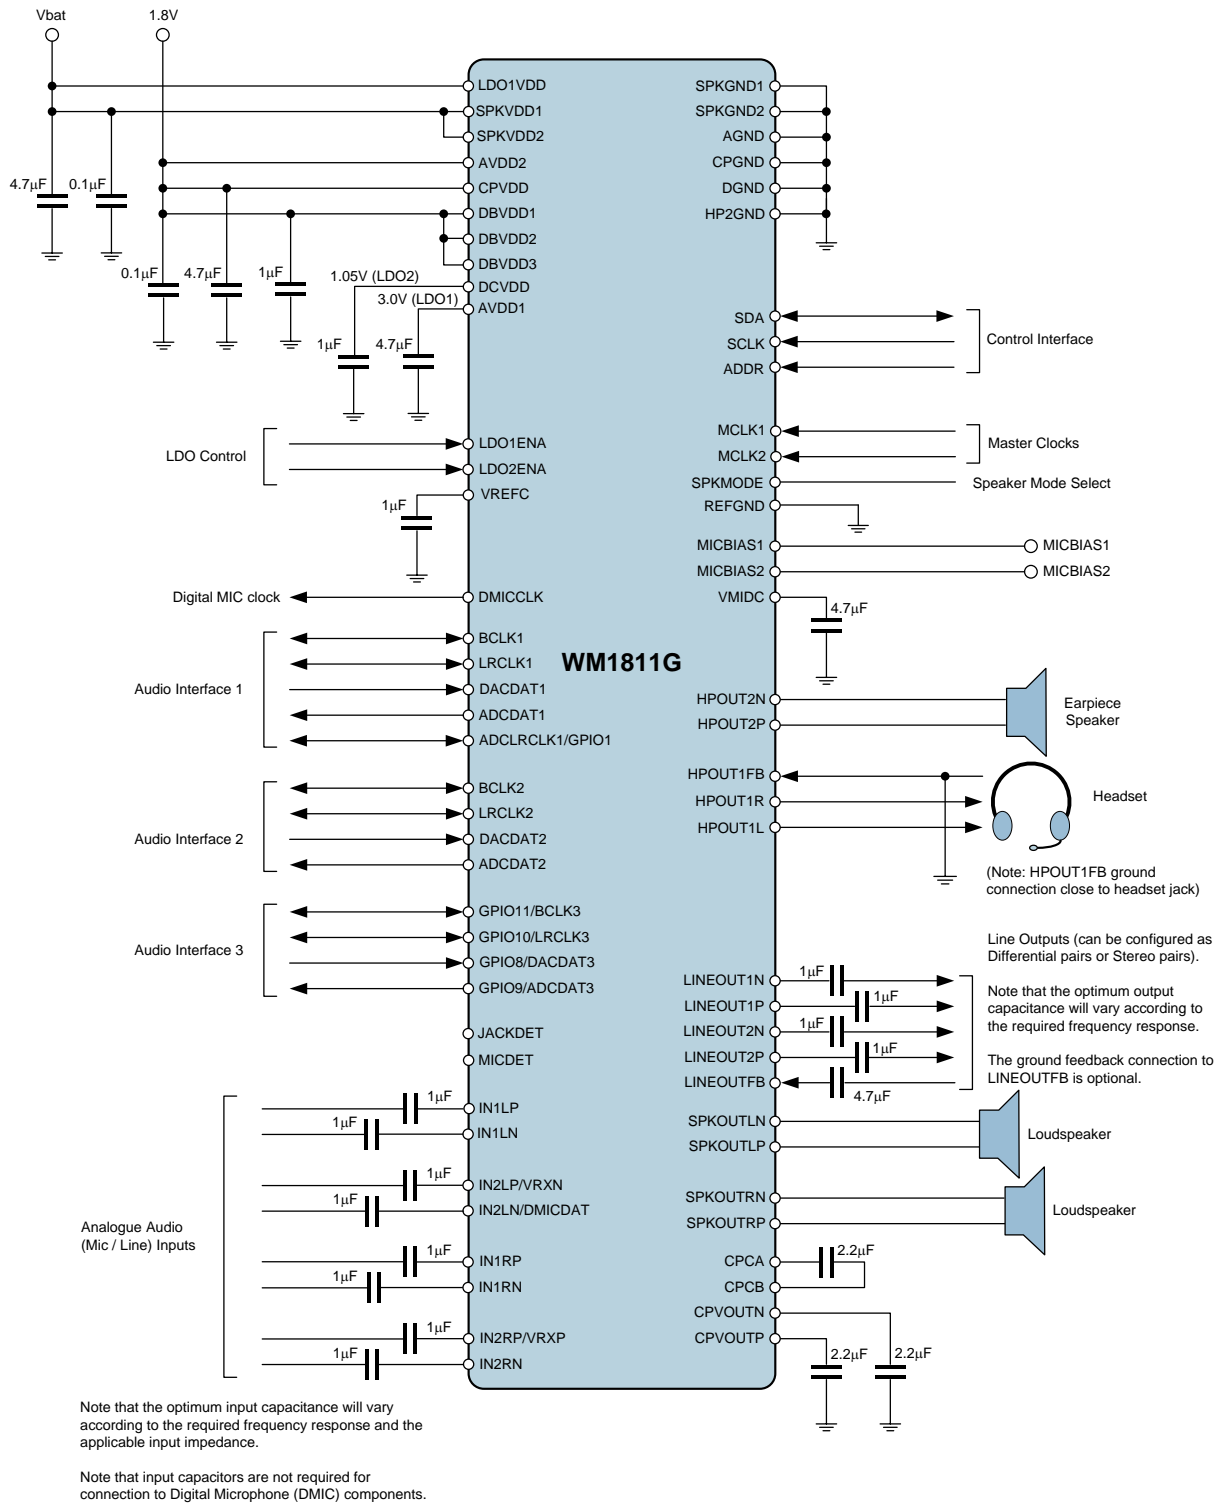 Vbat
1.8V
LDO1VDD
SPKVDD1
SPKVDD2
AVDD2
CPVDD
DBVDD1
DBVDD2
DBVDD3
DCVDD
AVDD1
4.7µF
0.1µF
0.1µF
4.7µF
1µF
1.05V (LDO2)
3.0V (LDO1)
1µF
4.7µF
LDO Control
LDO1ENA
LDO2ENA
VREFC
1µF
Digital MIC clock
DMICCLK
Audio Interface 1
BCLK1
LRCLK1
DACDAT1
ADCDAT1
ADCLRCLK1/GPIO1
Audio Interface 2
BCLK2
LRCLK2
DACDAT2
ADCDAT2
Audio Interface 3
GPIO11/BCLK3
GPIO10/LRCLK3
GPIO8/DACDAT3
GPIO9/ADCDAT3
JACKDET
MICDET
Analogue Audio
(Mic / Line) Inputs
1µF
IN1LP
1µF
IN1LN
1µF
IN2LP/VRXN
1µF
IN2LN/DMICDAT
1µF
IN1RP
1µF
IN1RN
1µF
IN2RP/VRXP
1µF
IN2RN
Note that the optimum input capacitance will vary
according to the required frequency response and the
applicable input impedance.
Note that input capacitors are not required for
connection to Digital Microphone (DMIC) components.
WM1811G
SPKGND1
SPKGND2
AGND
CPGND
DGND
HP2GND
SDA
SCLK
ADDR
Control Interface
MCLK1
MCLK2
Master Clocks
SPKMODE
Speaker Mode Select
REFGND
MICBIAS1
MICBIAS1
MICBIAS2
MICBIAS2
VMIDC
4.7µF
HPOUT2N
HPOUT2P
Earpiece
Speaker
HPOUT1FB
HPOUT1R
HPOUT1L
Headset
(Note: HPOUT1FB ground
connection close to headset jack)
Line Outputs (can be configured as
Differential pairs or Stereo pairs).
Note that the optimum output
capacitance will vary according to
the required frequency response.
The ground feedback connection to
LINEOUTFB is optional.
LINEOUT1N
1µF
LINEOUT1P
1µF
LINEOUT2N
1µF
LINEOUT2P
1µF
LINEOUTFB
4.7µF
SPKOUTLN
SPKOUTLP
Loudspeaker
SPKOUTRN
SPKOUTRP
Loudspeaker
CPCA
2.2µF
CPCB
CPVOUTN
CPVOUTP
2.2µF
2.2µF